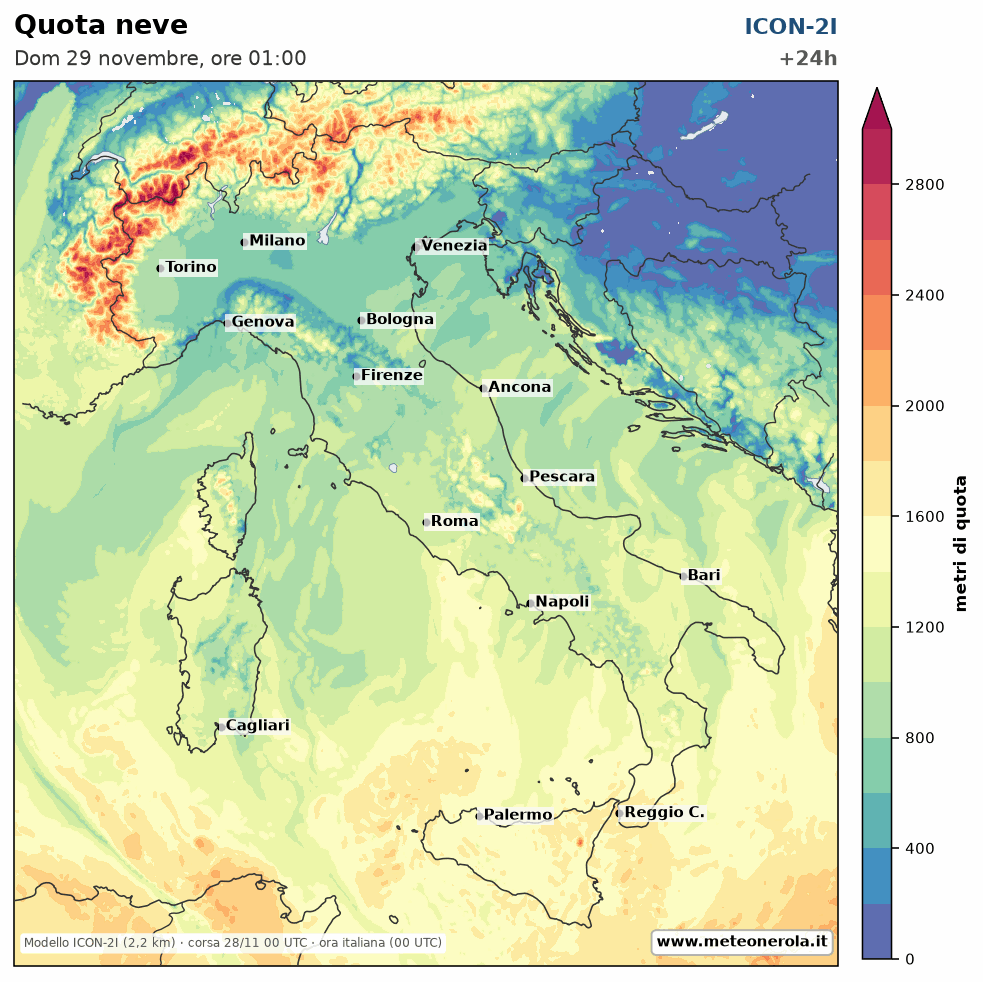 Quota neve
ICON-2I
Dom 29 novembre, ore 01:00
+24h
Milano
Venezia
Torino
Genova
Bologna
Firenze
Ancona
Pescara
Roma
Bari
Napoli
Cagliari
Palermo
Reggio C.
2800
2400
2000
1600
1200
800
400
0
metri di quota
Modello ICON-2I (2,2 km) · corsa 28/11 00 UTC · ora italiana (00 UTC)
www.meteonerola.it